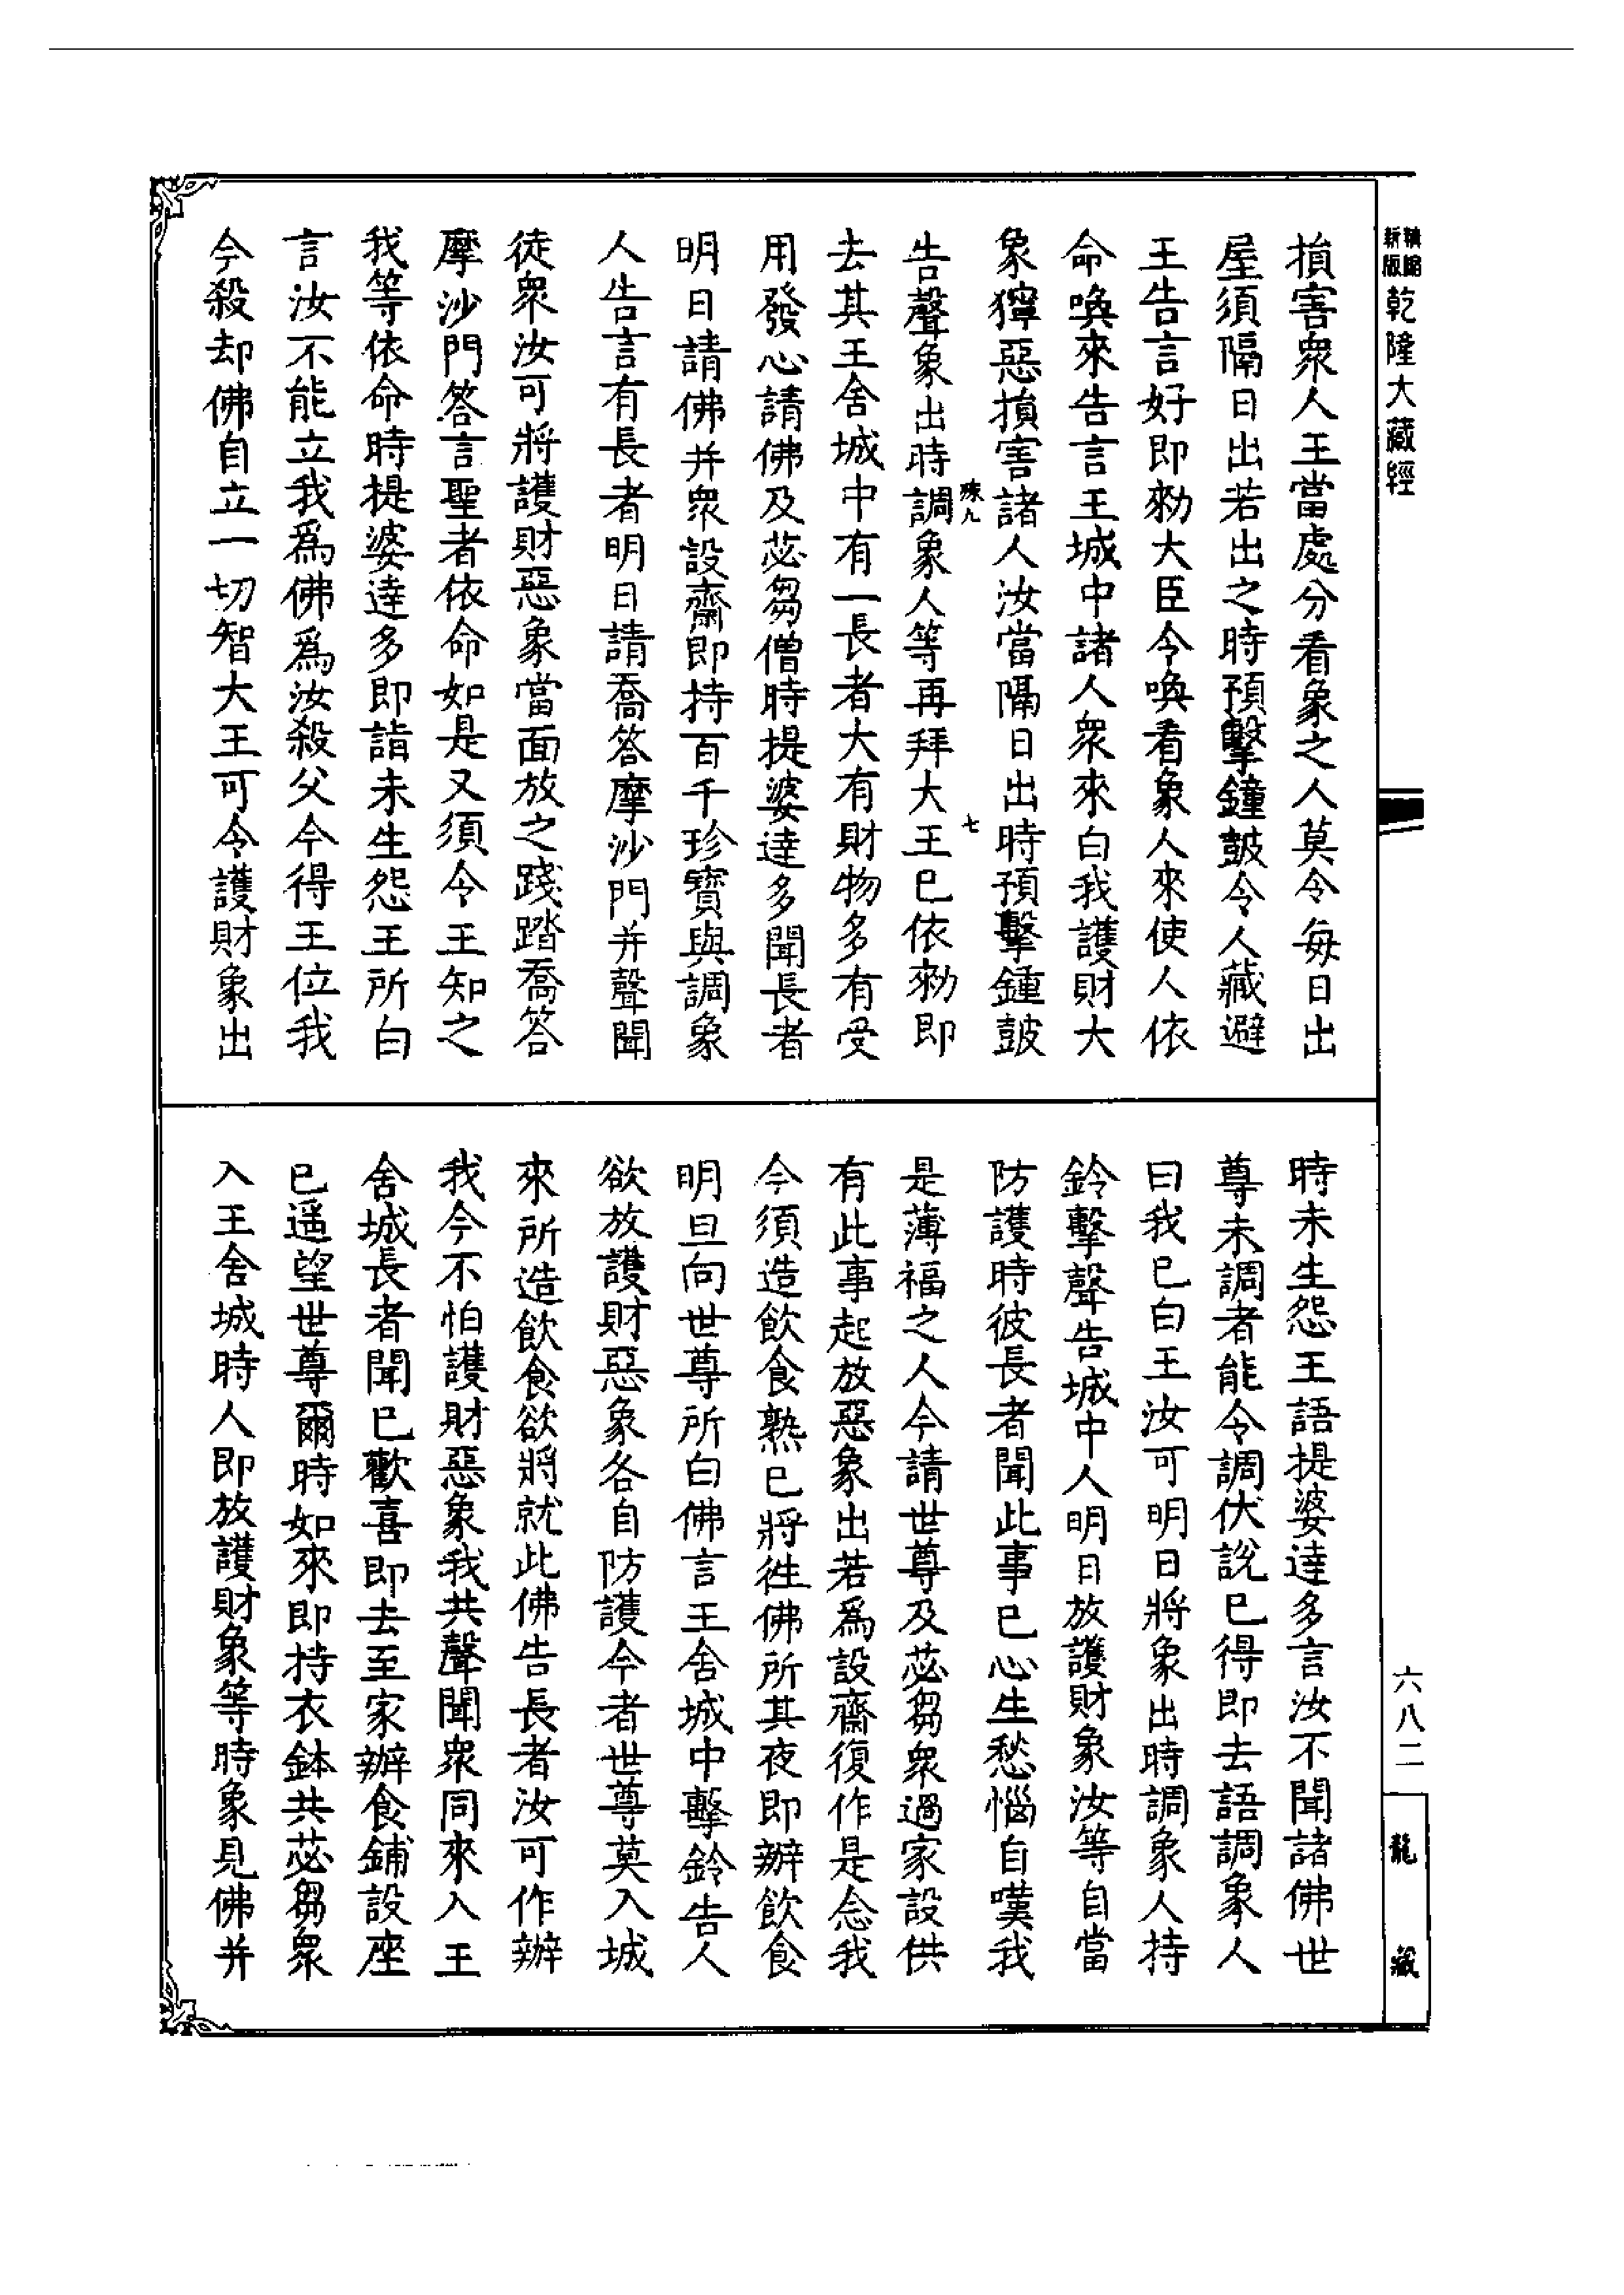 新版精縮乾隆大藏經
損害衆人王當處分看象之人莫令每日出
屋須隔日出若出之時預擊鐘鼓令人藏避
王告言好即勑大臣令喚看象人來使人依
命喚來告言王城中諸人衆來白我護財大
象獰惡損害諸人汝當隔日出時預擊鍾鼓
告聲象出時調象人等再拜大王已依勑即
去其王舍城中有一長者大有財物多有受
用發心請佛及苾芻僧時提婆達多聞長者
明日請佛并衆設齋即持百千珍寳與調象
人告言有長者明日請喬答摩沙門并聲聞
徒衆汝可將護財惡象當面放之踐踏喬答
摩沙門答言聖者依命如是又須令王知之
我等依命時提婆達多即詣未生怨王所白
言汝不能立我爲佛爲汝殺父今得王位我
今殺却佛自立一切智大王可令護財象出
時未生怨王語提婆達多言汝不聞諸佛世
尊未調者能令調伏說已得即去語調象人
曰我已白王汝可明日將象出時調象人持
鈴擊聲告城中人明日放護財象汝等自當
防護時彼長者聞此事已心生愁惱自嘆我
是薄福之人今請世尊及苾芻衆過家設供
有此事起放惡象出若爲設齋復作是念我
今須造飲食熟已將徃佛所其夜即辦飲食
明旦向世尊所白佛言王舍城中擊鈴告人
欲放護財惡象各自防護今者世尊莫入城
來所造飲食欲將就此佛告長者汝可作辦
我今不怕護財惡象我共聲聞衆同來入王
舍城長者聞已歡喜即去至家辦食鋪設座
已遥望世尊爾時如來即持衣鉢共苾芻衆
入王舍城時人即放護財象等時象見佛并
七
六八二
龍藏